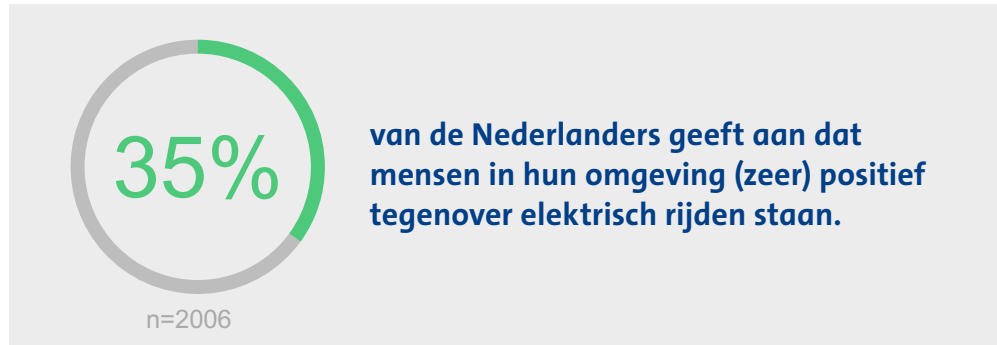 35%
van de Nederlanders geeft aan dat
mensen in hun omgeving (zeer) positief
tegenover elektrisch rijden staan.
n=2006